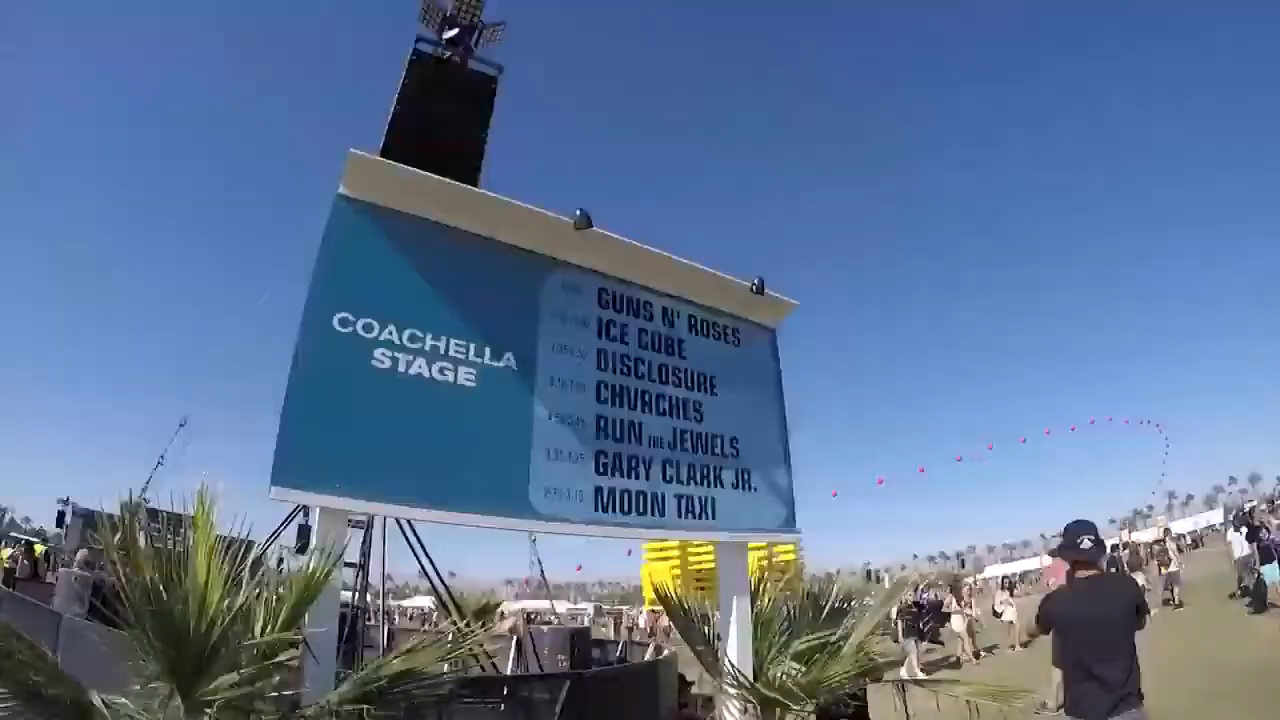 COACHELLA
STAGE
GUNS N' ROSES
ICE CUBE
DISCLOSURE
CHVRCHES
RUN THE JEWELS
GARY CLARK JR.
MOON TAXI